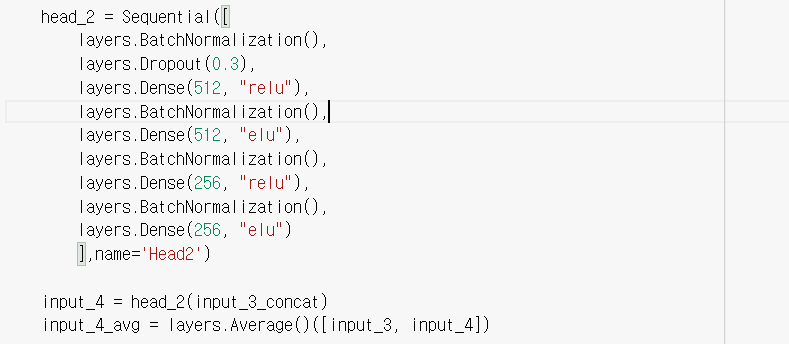 head_2 = Sequential([
    layers.BatchNormalization(),
    layers.Dropout(0.3),
    layers.Dense(512, "relu"),
    layers.BatchNormalization(),
    layers.Dense(512, "elu"),
    layers.BatchNormalization(),
    layers.Dense(256, "relu"),
    layers.BatchNormalization(),
    layers.Dense(256, "elu")
    ],name='Head2')

input_4 = head_2(input_3_concat)
input_4_avg = layers.Average()([input_3, input_4])